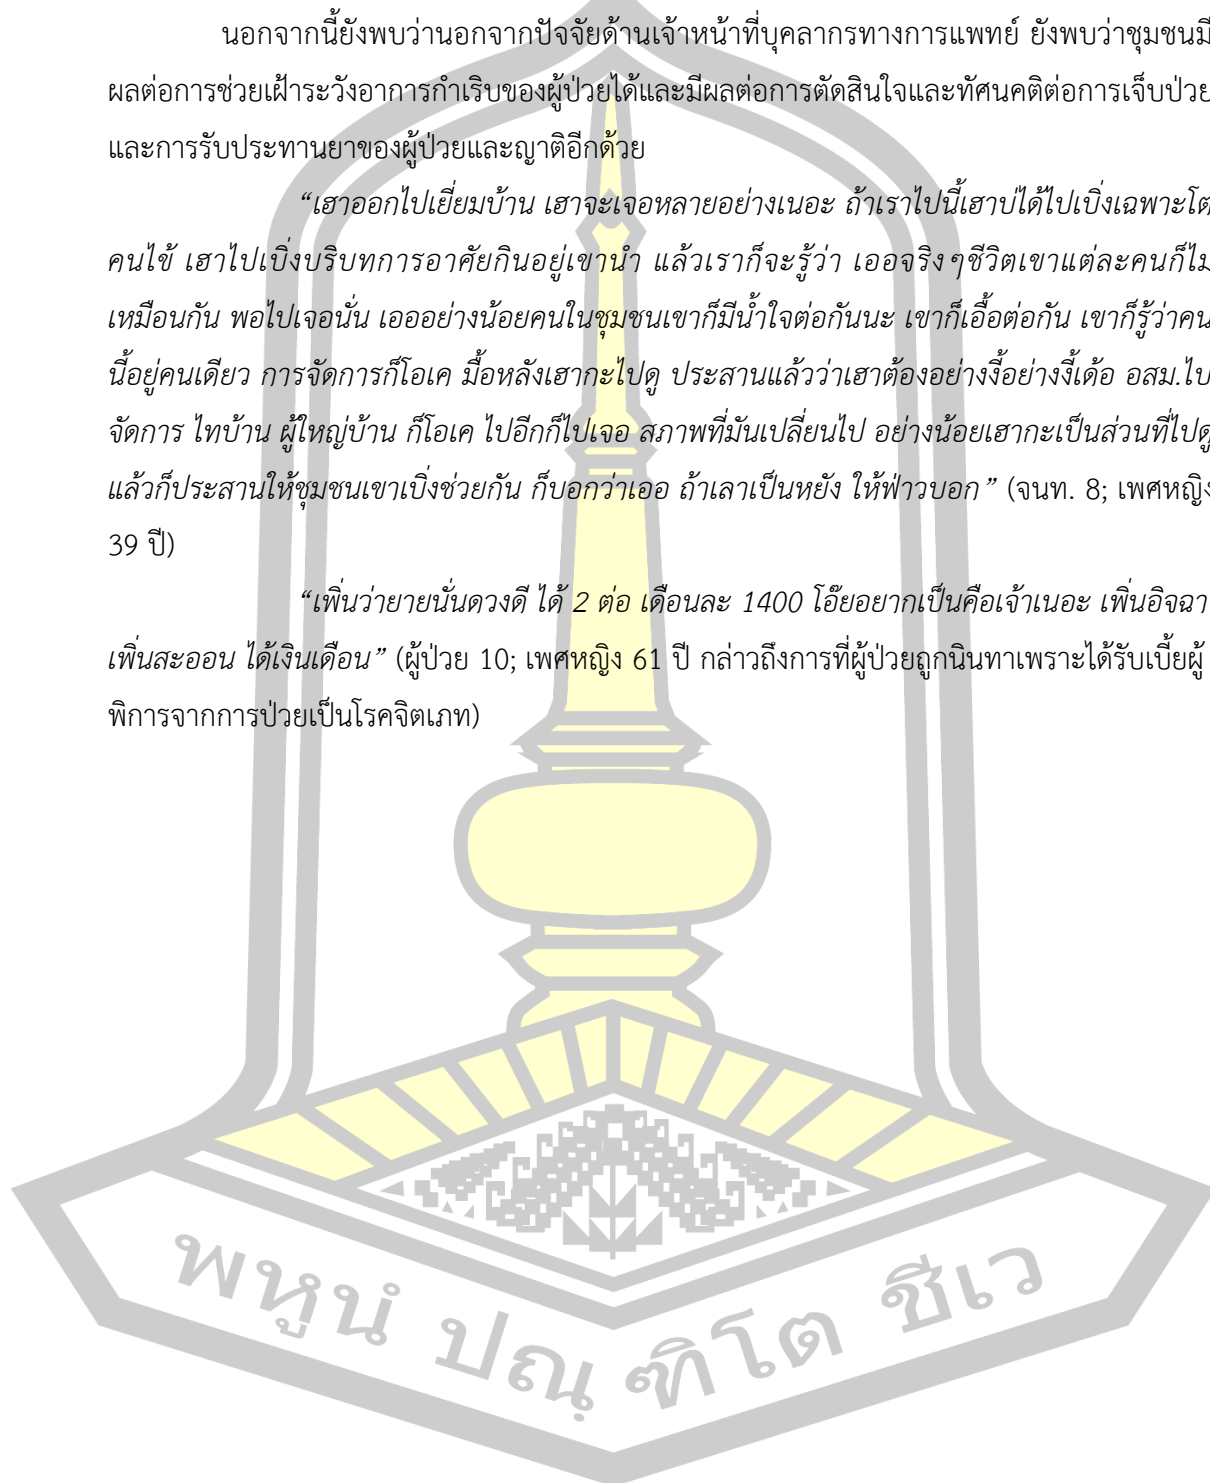 นอกจากนี้ยังพบว่านอกจากปัจจัยด้านเจ้าหน้าที่บุคลากรทางการแพทย์ ยังพบว่าชุมชนมี
ผลต่อการช่วยเฝ้าระวังอาการกำเริบของผู้ป่วยได้และมีผลต่อการตัดสินใจและทัศนคติต่อการเจ็บป่วย
และการรับประทานยาของผู้ป่วยและญาติอีกด้วย
“เฮาออกไปเยี่ยมบ้าน เฮาจะเจอหลายอย่างเนอะ ถ้าเราไปนี้เฮาบ่ได้ไปเบิ่งเฉพาะโต
คนไข้ เฮาไปเบิ่งบริบทการอาศัยกินอยู่เขานำ แล้วเราก็จะรู้ว่า เออจริงๆชีวิตเขาแต่ละคนก็ไม่
เหมือนกัน พอไปเจอนั่น เอออย่างน้อยคนในชุมชนเขาก็มีน้ำใจต่อกันนะ เขาก็เอื้อต่อกัน เขาก็รู้ว่าคน
นี้อยู่คนเดียว การจัดการก็โอเค มื้อหลังเฮากะไปดู ประสานแล้วว่าเฮาต้องอย่างงี้อย่างงี้เด้อ อสม.ไป
จัดการ ไทบ้าน ผู้ใหญ่บ้าน ก็โอเค ไปอีกก็ไปเจอ สภาพที่มันเปลี่ยนไป อย่างน้อยเฮากะเป็นส่วนที่ไปดู
แล้วก็ประสานให้ชุมชนเขาเบิ่งช่วยกัน ก็บอกว่าเออ ถ้าเลาเป็นหยัง ให้ฟ่าวบอก” (จนท. 8; เพศหญิง
39 ปี)
“เพิ่นว่ายายนั่นดวงดี ได้ 2 ต่อ เดือนละ 1400 โอ๊ยอยากเป็นคือเจ้าเนอะ เพิ่นอิจฉา
เพิ่นสะออน ได้เงินเดือน” (ผู้ป่วย 10; เพศหญิง 61 ปี กล่าวถึงการที่ผู้ป่วยถูกนินทาเพราะได้รับเบี้ยผู้
พิการจากการป่วยเป็นโรคจิตเภท)
พหูนํ ปณฺฑิโต ชีเว